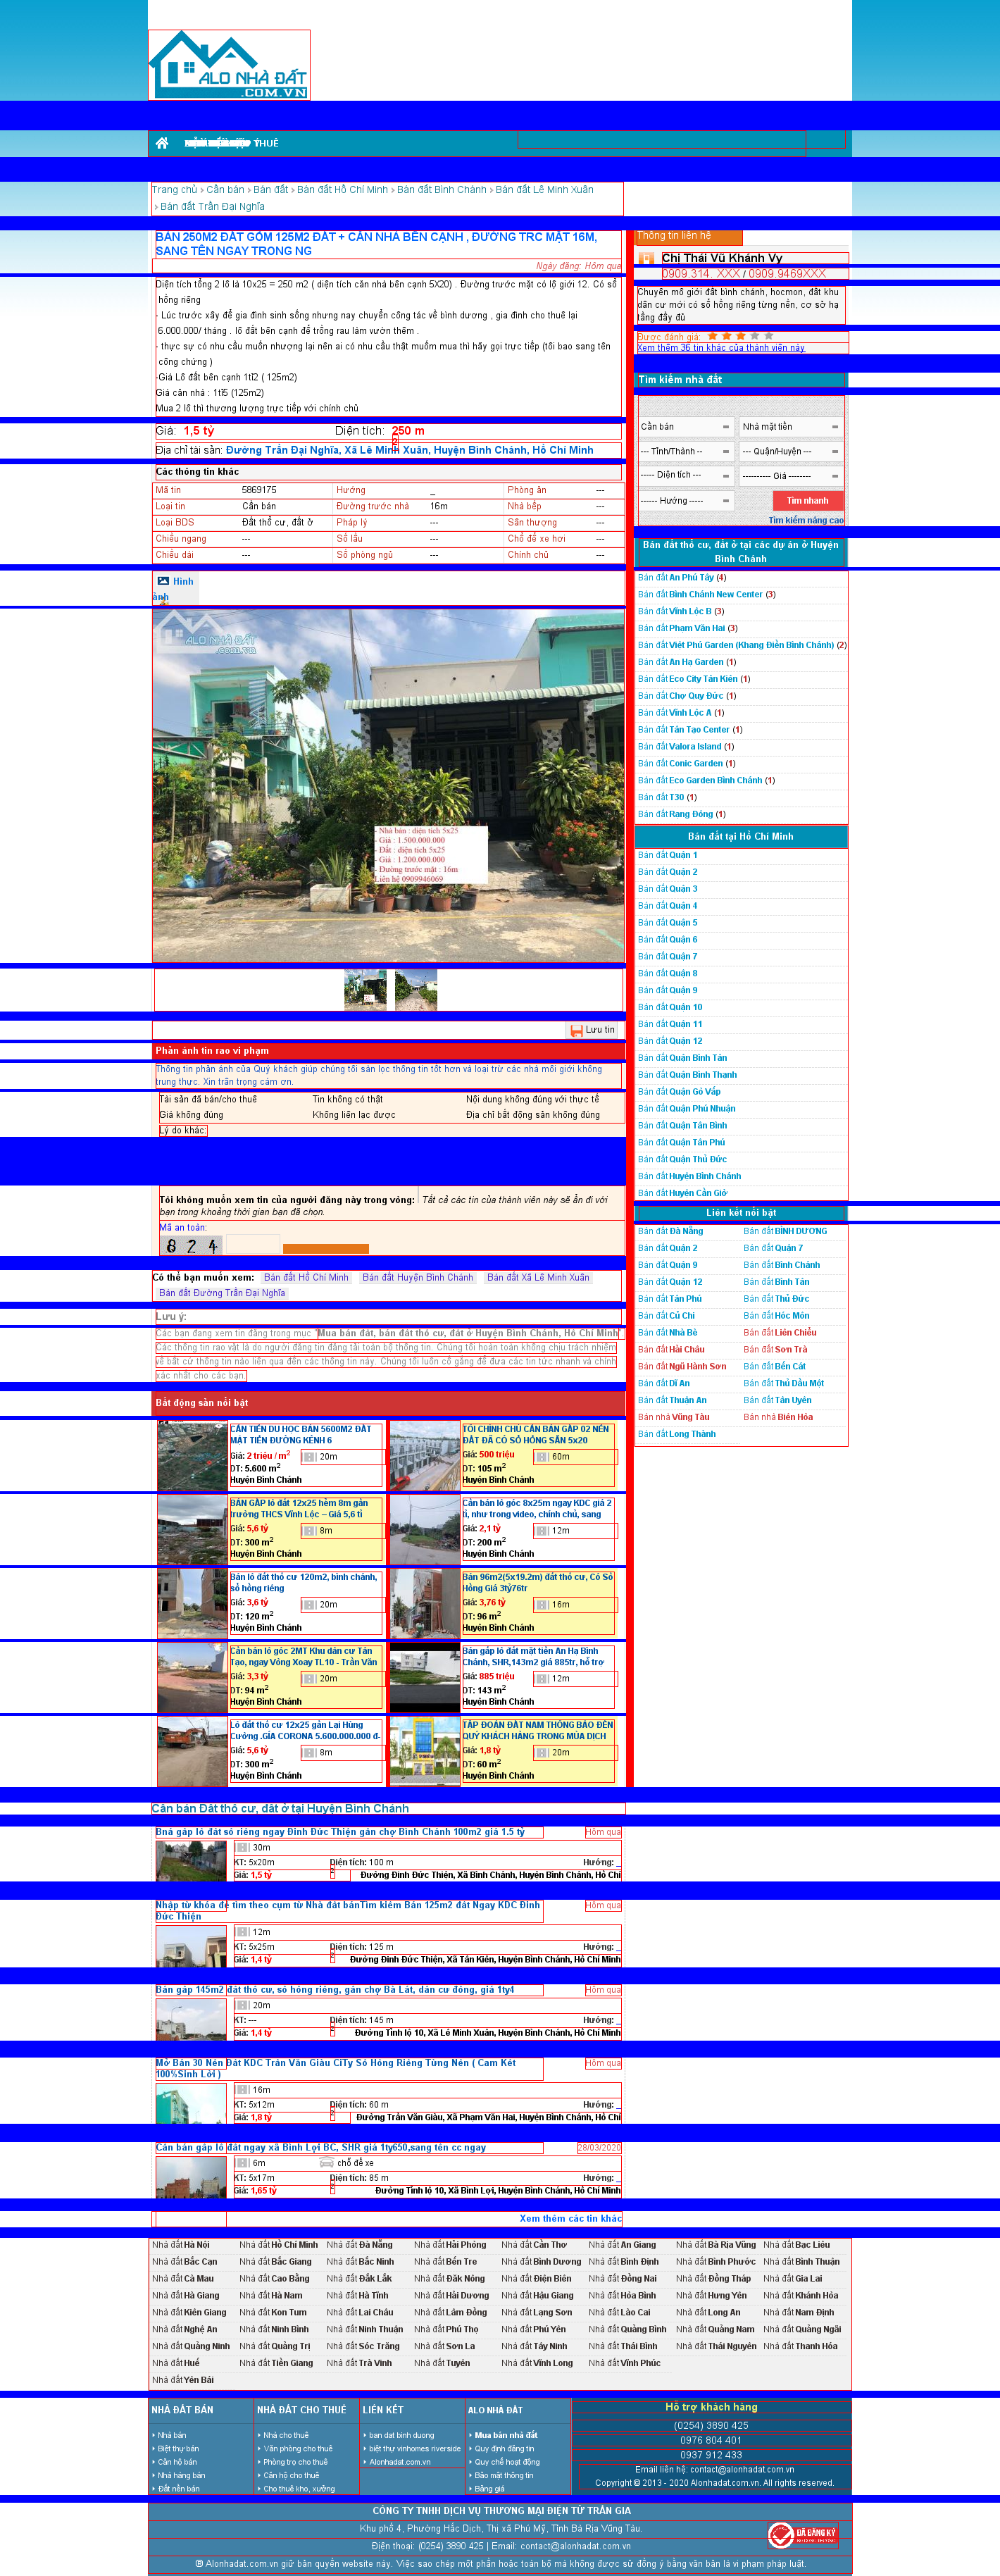 ALO NHÀ ĐẤT
.COM.VN
Trang chủ › Cần bán › Bán đất › Bán đất Hồ Chí Minh › Bán đất Bình Chánh › Bán đất Lê Minh Xuân
› Bán đất Trần Đại Nghĩa
BÁN 250M2 ĐẤT GỒM 125M2 ĐẤT + CĂN NHÀ BÊN CẠNH , ĐƯỜNG TRC MẶT 16M,
SANG TÊN NGAY TRONG NG
Ngày đăng: Hôm qua
Diện tích tổng 2 lô là 10x25 = 250 m2 ( diện tích căn nhà bên cạnh 5X20) . Đường trước mặt có lộ giới 12. Có sổ
hồng riêng
- Lúc trước xây để gia đình sinh sống nhưng nay chuyển công tác về bình dương , gia đình cho thuê lại
6.000.000/ tháng . lô đất bên cạnh để trồng rau làm vườn thêm .
- thực sự có nhu cầu muốn nhượng lại nên ai có nhu cầu thật muốn mua thì hãy gọi trực tiếp (tôi bao sang tên
công chứng )
-Giá Lô đất bên cạnh 1tỉ2 ( 125m2)
Giá căn nhà : 1tỉ5 (125m2)
Mua 2 lô thì thương lượng trực tiếp với chính chủ
Giá: 1,5 tỷ Diện tích: 250 m2
Địa chỉ tài sản: Đường Trần Đại Nghĩa, Xã Lê Minh Xuân, Huyện Bình Chánh, Hồ Chí Minh
Các thông tin khác
Mã tin 5869175 Hướng _ Phòng ăn ---
Loại tin Cần bán Đường trước nhà 16m Nhà bếp ---
Loại BDS Đất thổ cư, đất ở Pháp lý --- Sân thượng ---
Chiều ngang --- Số lầu --- Chổ để xe hơi ---
Chiều dài --- Số phòng ngủ --- Chính chủ ---
Hình
ảnh
ALO NHÀ ĐẤT
.com.vn
- Nhà bán : diện tích 5x25
- Giá : 1.500.000.000
- Đất : diện tích 5x25
- Giá : 1.200.000.000
- Đường trước mặt : 16m
Liên hệ 0909946069
Lưu tin
Phản ánh tin rao vi phạm
Thông tin phản ánh của Quý khách giúp chúng tôi sàn lọc thông tin tốt hơn và loại trừ các nhà môi giới không
trung thực. Xin trân trọng cám ơn.
Tài sản đã bán/cho thuê Tin không có thật Nội dung không đúng với thực tế
Giá không đúng Không liên lạc được Địa chỉ bất động sản không đúng
Lý do khác:
Tôi không muốn xem tin của người đăng này trong vòng: Tất cả các tin của thành viên này sẽ ẩn đi với
bạn trong khoảng thời gian bạn đã chọn.
Mã an toàn:
8 2 4
Có thể bạn muốn xem: Bán đất Hồ Chí Minh Bán đất Huyện Bình Chánh Bán đất Xã Lê Minh Xuân
Bán đất Đường Trần Đại Nghĩa
Lưu ý:
Các bạn đang xem tin đăng trong mục "Mua bán đất, bán đất thổ cư, đất ở Huyện Bình Chánh, Hồ Chí Minh"
Các thông tin rao vặt là do người đăng tin đăng tải toàn bộ thông tin. Chúng tôi hoàn toàn không chịu trách nhiệm
về bất cứ thông tin nào liên qua đến các thông tin này. Chúng tôi luôn cố gắng để đưa các tin tức nhanh và chính
xác nhất cho các bạn.
Bất động sản nổi bật
CẦN TIỀN DU HỌC BÁN 5600M2 ĐẤT
MẶT TIỀN ĐƯỜNG KÊNH 6
Giá: 2 triệu / m2 20m
DT: 5.600 m2
Huyện Bình Chánh
TÔI CHÍNH CHỦ CẦN BÁN GẤP 02 NỀN
ĐẤT ĐÃ CÓ SỔ HỒNG SẴN 5x20
Giá: 500 triệu 60m
DT: 105 m2
Huyện Bình Chánh
BÁN GẤP lô đất 12x25 hẻm 8m gần
trường THCS Vĩnh Lộc – Giá 5,6 tỉ
Giá: 5,6 tỷ 8m
DT: 300 m2
Huyện Bình Chánh
Cần bán lô góc 8x25m ngay KDC giá 2
tỉ, như trong video, chính chủ, sang
Giá: 2,1 tỷ 12m
DT: 200 m2
Huyện Bình Chánh
Bán lô đất thổ cư 120m2, bình chánh,
sổ hồng riêng
Giá: 3,6 tỷ 20m
DT: 120 m2
Huyện Bình Chánh
Bán 96m2(5x19.2m) đất thổ cư, Có Sổ
Hồng Giá 3tỷ76tr
Giá: 3,76 tỷ 16m
DT: 96 m2
Huyện Bình Chánh
Cần bán lô góc 2MT Khu dân cư Tân
Tạo, ngay Vòng Xoay TL10 - Trần Văn
Giá: 3,3 tỷ 20m
DT: 94 m2
Huyện Bình Chánh
Bán gấp lô đất mặt tiền An Hạ Bình
Chánh, SHR,143m2 giá 885tr, hổ trợ
Giá: 885 triệu 12m
DT: 143 m2
Huyện Bình Chánh
Lô đất thổ cư 12x25 gần Lại Hùng
Cường .GÍA CORONA 5.600.000.000 đ-
Giá: 5,6 tỷ 8m
DT: 300 m2
Huyện Bình Chánh
TẬP ĐOÀN ĐẤT NAM THÔNG BÁO ĐẾN
QUÝ KHÁCH HÀNG TRONG MÙA DỊCH
Giá: 1,8 tỷ 20m
DT: 60 m2
Huyện Bình Chánh
Cần bán Đất thổ cư, đất ở tại Huyện Bình Chánh
Bná gấp lô đất sổ riêng ngay Đinh Đức Thiện gần chợ Bình Chánh 100m2 giá 1.5 tỷ Hôm qua
30m
KT: 5x20m Diện tích: 100 m2 Hướng: _
Giá: 1,5 tỷ Đường Đinh Đức Thiện, Xã Bình Chánh, Huyện Bình Chánh, Hồ Chí
Nhập từ khóa để tìm theo cụm từ Nhà đất bánTìm kiếm Bán 125m2 đất Ngay KDC Đinh
Đức Thiện
Hôm qua
12m
KT: 5x25m Diện tích: 125 m2 Hướng: _
Giá: 1,4 tỷ Đường Đinh Đức Thiện, Xã Tân Kiên, Huyện Bình Chánh, Hồ Chí Minh
Bán gấp 145m2 đất thổ cư, sổ hồng riêng, gần chợ Bà Lát, dân cư đông, giá 1ty4 Hôm qua
20m
KT: --- Diện tích: 145 m2 Hướng: _
Giá: 1,4 tỷ Đường Tỉnh lộ 10, Xã Lê Minh Xuân, Huyện Bình Chánh, Hồ Chí Minh
Mở Bán 30 Nền Đất KDC Trần Văn Giàu CiTy Sổ Hồng Riêng Từng Nền ( Cam Kết
100%Sinh Lời )
Hôm qua
16m
KT: 5x12m Diện tích: 60 m2 Hướng: _
Giá: 1,8 tỷ Đường Trần Văn Giàu, Xã Phạm Văn Hai, Huyện Bình Chánh, Hồ Chí
Cần bán gấp lô đất ngay xã Bình Lợi BC, SHR giá 1ty650,sang tên cc ngay 28/03/2020
6m chỗ để xe
KT: 5x17m Diện tích: 85 m2 Hướng: _
Giá: 1,65 tỷ Đường Tỉnh lộ 10, Xã Bình Lợi, Huyện Bình Chánh, Hồ Chí Minh
Xem thêm các tin khác
Thông tin liên hệ
Chị Thái Vũ Khánh Vy
0909.314. XXX / 0909.9469XXX
Chuyên mô giới đất bình chánh, hocmon, đất khu
dân cư mới có sổ hồng riêng từng nền, cơ sở hạ
tầng đầy đủ
Được đánh giá:
Xem thêm 36 tin khác của thành viên này
Tìm kiếm nhà đất
Cần bán Nhà mặt tiền
--- Tỉnh/Thành -- --- Quận/Huyện ---
----- Diện tích --- ---------- Giá --------
------ Hướng ----- Tìm nhanh
Tìm kiếm nâng cao
Bán đất thổ cư, đất ở tại các dự án ở Huyện
Bình Chánh
Bán đất An Phú Tây (4)
Bán đất Bình Chánh New Center (3)
Bán đất Vĩnh Lộc B (3)
Bán đất Phạm Văn Hai (3)
Bán đất Việt Phú Garden (Khang Điền Bình Chánh) (2)
Bán đất An Hạ Garden (1)
Bán đất Eco City Tân Kiên (1)
Bán đất Chợ Quy Đức (1)
Bán đất Vĩnh Lộc A (1)
Bán đất Tân Tạo Center (1)
Bán đất Valora Island (1)
Bán đất Conic Garden (1)
Bán đất Eco Garden Bình Chánh (1)
Bán đất T30 (1)
Bán đất Rạng Đông (1)
Bán đất tại Hồ Chí Minh
Bán đất Quận 1
Bán đất Quận 2
Bán đất Quận 3
Bán đất Quận 4
Bán đất Quận 5
Bán đất Quận 6
Bán đất Quận 7
Bán đất Quận 8
Bán đất Quận 9
Bán đất Quận 10
Bán đất Quận 11
Bán đất Quận 12
Bán đất Quận Bình Tân
Bán đất Quận Bình Thạnh
Bán đất Quận Gò Vấp
Bán đất Quận Phú Nhuận
Bán đất Quận Tân Bình
Bán đất Quận Tân Phú
Bán đất Quận Thủ Đức
Bán đất Huyện Bình Chánh
Bán đất Huyện Cần Giờ
Liên kết nổi bật
Bán đất Đà Nẵng Bán đất BÌNH DƯƠNG
Bán đất Quận 2 Bán đất Quận 7
Bán đất Quận 9 Bán đất Bình Chánh
Bán đất Quận 12 Bán đất Bình Tân
Bán đất Tân Phú Bán đất Thủ Đức
Bán đất Củ Chi Bán đất Hóc Môn
Bán đất Nhà Bè Bán đất Liên Chiểu
Bán đất Hải Châu Bán đất Sơn Trà
Bán đất Ngũ Hành Sơn Bán đất Bến Cát
Bán đất Dĩ An Bán đất Thủ Dầu Một
Bán đất Thuận An Bán đất Tân Uyên
Bán nhà Vũng Tàu Bán nhà Biên Hòa
Bán đất Long Thành
Nhà đất Hà Nội Nhà đất Hồ Chí Minh Nhà đất Đà Nẵng Nhà đất Hải Phòng Nhà đất Cần Thơ Nhà đất An Giang Nhà đất Bà Rịa Vũng Nhà đất Bạc Liêu
Nhà đất Bắc Cạn Nhà đất Bắc Giang Nhà đất Bắc Ninh Nhà đất Bến Tre Nhà đất Bình Dương Nhà đất Bình Định Nhà đất Bình Phước Nhà đất Bình Thuận
Nhà đất Cà Mau Nhà đất Cao Bằng Nhà đất Đắk Lắk Nhà đất Đăk Nông Nhà đất Điện Biên Nhà đất Đồng Nai Nhà đất Đồng Tháp Nhà đất Gia Lai
Nhà đất Hà Giang Nhà đất Hà Nam Nhà đất Hà Tĩnh Nhà đất Hải Dương Nhà đất Hậu Giang Nhà đất Hòa Bình Nhà đất Hưng Yên Nhà đất Khánh Hòa
Nhà đất Kiên Giang Nhà đất Kon Tum Nhà đất Lai Châu Nhà đất Lâm Đồng Nhà đất Lạng Sơn Nhà đất Lào Cai Nhà đất Long An Nhà đất Nam Định
Nhà đất Nghệ An Nhà đất Ninh Bình Nhà đất Ninh Thuận Nhà đất Phú Thọ Nhà đất Phú Yên Nhà đất Quảng Bình Nhà đất Quảng Nam Nhà đất Quảng Ngãi
Nhà đất Quảng Ninh Nhà đất Quảng Trị Nhà đất Sóc Trăng Nhà đất Sơn La Nhà đất Tây Ninh Nhà đất Thái Bình Nhà đất Thái Nguyên Nhà đất Thanh Hóa
Nhà đất Huế Nhà đất Tiền Giang Nhà đất Trà Vinh Nhà đất Tuyên Nhà đất Vĩnh Long Nhà đất Vĩnh Phúc
Nhà đất Yên Bái
NHÀ ĐẤT BÁN
Nhà bán
Biệt thự bán
Căn hộ bán
Nhà hàng bán
Đất nền bán
NHÀ ĐẤT CHO THUÊ
Nhà cho thuê
Văn phòng cho thuê
Phòng trọ cho thuê
Căn hộ cho thuê
Cho thuê kho, xưởng
LIÊN KẾT
ban dat binh duong
biệt thự vinhomes riverside
Alonhadat.com.vn
ALO NHÀ ĐẤT
Mua bán nhà đất
Quy định đăng tin
Quy chế hoạt động
Bảo mật thông tin
Bảng giá
Hỗ trợ khách hàng
(0254) 3890 425
0976 804 401
0937 912 433
Email liên hệ: contact@alonhadat.com.vn
Copyright © 2013 - 2020 Alonhadat.com.vn. All rights reserved.
CÔNG TY TNHH DỊCH VỤ THƯƠNG MẠI ĐIỆN TỬ TRẦN GIA
Khu phố 4, Phường Hắc Dịch, Thị xã Phú Mỹ, Tỉnh Bà Rịa Vũng Tàu.
Điện thoại: (0254) 3890 425 | Email: contact@alonhadat.com.vn
ĐÃ ĐĂNG KÝ
® Alonhadat.com.vn giữ bản quyền website này. Việc sao chép một phần hoặc toàn bộ mà không được sự đồng ý bằng văn bản là vi phạm pháp luật.